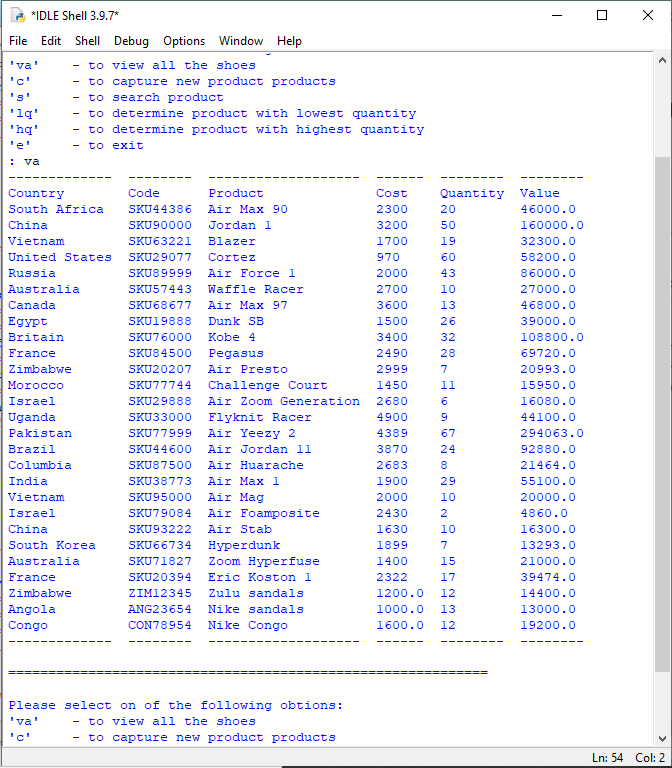 *IDLE Shell 3.9.7*
File Edit Shell Debug Options Window Help
'va'    - to view all the shoes
'c'     - to capture new product products
's'     - to search product
'lq'    - to determine product with lowest quantity
'hq'    - to determine product with highest quantity
'e'     - to exit
: va
-------------  --------  -------------------  ------  --------  --------
Country        Code      Product              Cost    Quantity  Value
South Africa   SKU44386  Air Max 90           2300    20        46000.0
China          SKU90000  Jordan 1             3200    50        160000.0
Vietnam        SKU63221  Blazer               1700    19        32300.0
United States  SKU29077  Cortez               970     60        58200.0
Russia         SKU89999  Air Force 1          2000    43        86000.0
Australia      SKU57443  Waffle Racer         2700    10        27000.0
Canada         SKU68677  Air Max 97           3600    13        46800.0
Egypt          SKU19888  Dunk SB              1500    26        39000.0
Britain        SKU76000  Kobe 4               3400    32        108800.0
France         SKU84500  Pegasus              2490    28        69720.0
Zimbabwe       SKU20207  Air Presto           2999    7         20993.0
Morocco        SKU77744  Challenge Court      1450    11        15950.0
Israel         SKU29888  Air Zoom Generation  2680    6         16080.0
Uganda         SKU33000  Flyknit Racer        4900    9         44100.0
Pakistan       SKU77999  Air Yeezy 2          4389    67        294063.0
Brazil         SKU44600  Air Jordan 11        3870    24        92880.0
Columbia       SKU87500  Air Huarache         2683    8         21464.0
India          SKU38773  Air Max 1            1900    29        55100.0
Vietnam        SKU95000  Air Mag              2000    10        20000.0
Israel         SKU79084  Air Foamposite       2430    2         4860.0
China          SKU93222  Air Stab             1630    10        16300.0
South Korea    SKU66734  Hyperdunk            1899    7         13293.0
Australia      SKU71827  Zoom Hyperfuse       1400    15        21000.0
France         SKU20394  Eric Koston 1        2322    17        39474.0
Zimbabwe       ZIM12345  Zulu sandals         1200.0  12        14400.0
Angola         ANG23654  Nike sandals         1000.0  13        13000.0
Congo          CON78954  Nike Congo           1600.0  12        19200.0
-------------  --------  -------------------  ------  --------  --------
============================================================
Please select on of the following obtions:
'va'    - to view all the shoes
'c'     - to capture new product products
Ln: 54 Col: 2